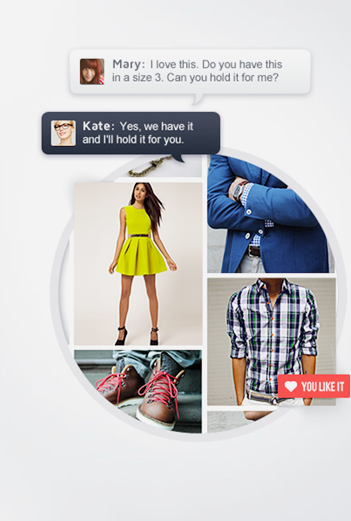 Mary: I love this. Do you have this
in a size 3. Can you hold it for me?
Kate: Yes, we have it
and I'll hold it for you.
YOU LIKE IT